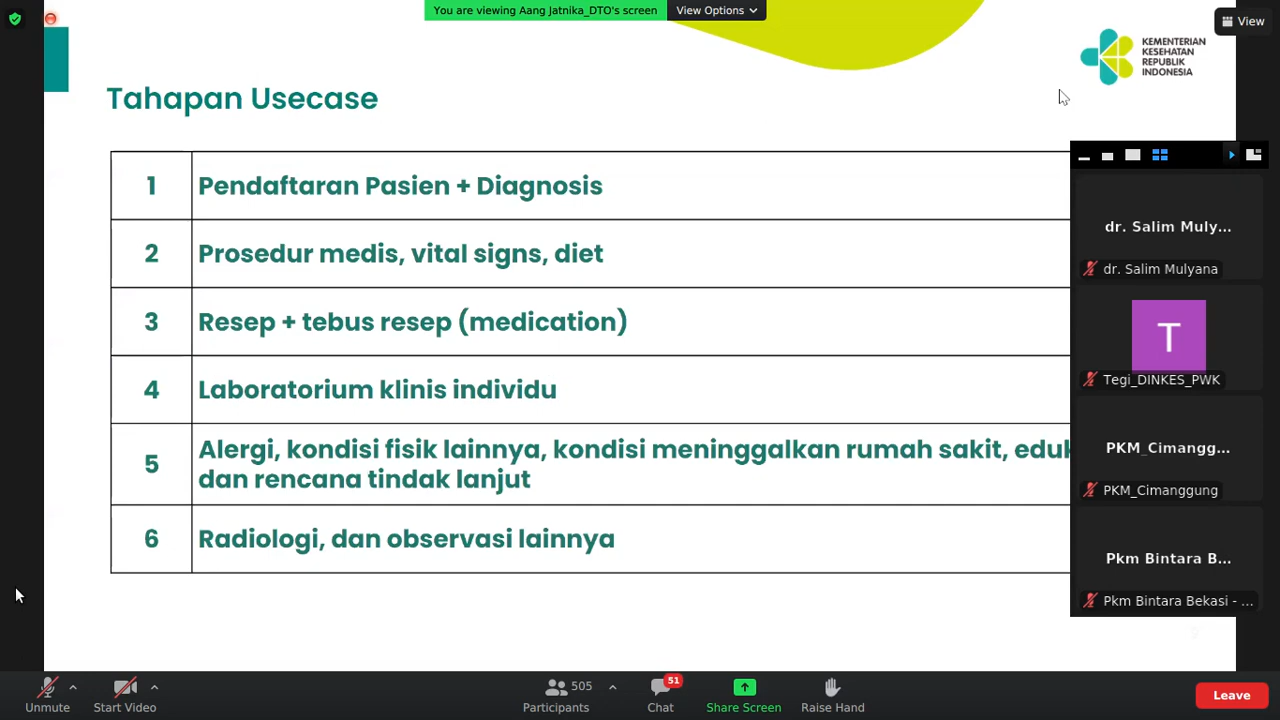 You are viewing Aang Jatnika_DTO's screen
View Options
View
KEMENTERIAN
KESEHATAN
REPUBLIK
INDONESIA
Tahapan Usecase
1 Pendaftaran Pasien + Diagnosis
2 Prosedur medis, vital signs, diet
3 Resep + tebus resep (medication)
4 Laboratorium klinis individu
5 Alergi, kondisi fisik lainnya, kondisi meninggalkan rumah sakit,
dan rencana tindak lanjut
6 Radiologi, dan observasi lainnya
dr. Salim Muly...
dr. Salim Mulyana
T
Tegi_DINKES_PWK
PKM_Cimangg...
PKM_Cimanggung
Pkm Bintara B...
Pkm Bintara Bekasi - ...
Unmute
Start Video
505
Participants
51
Chat
Share Screen
Raise Hand
Leave